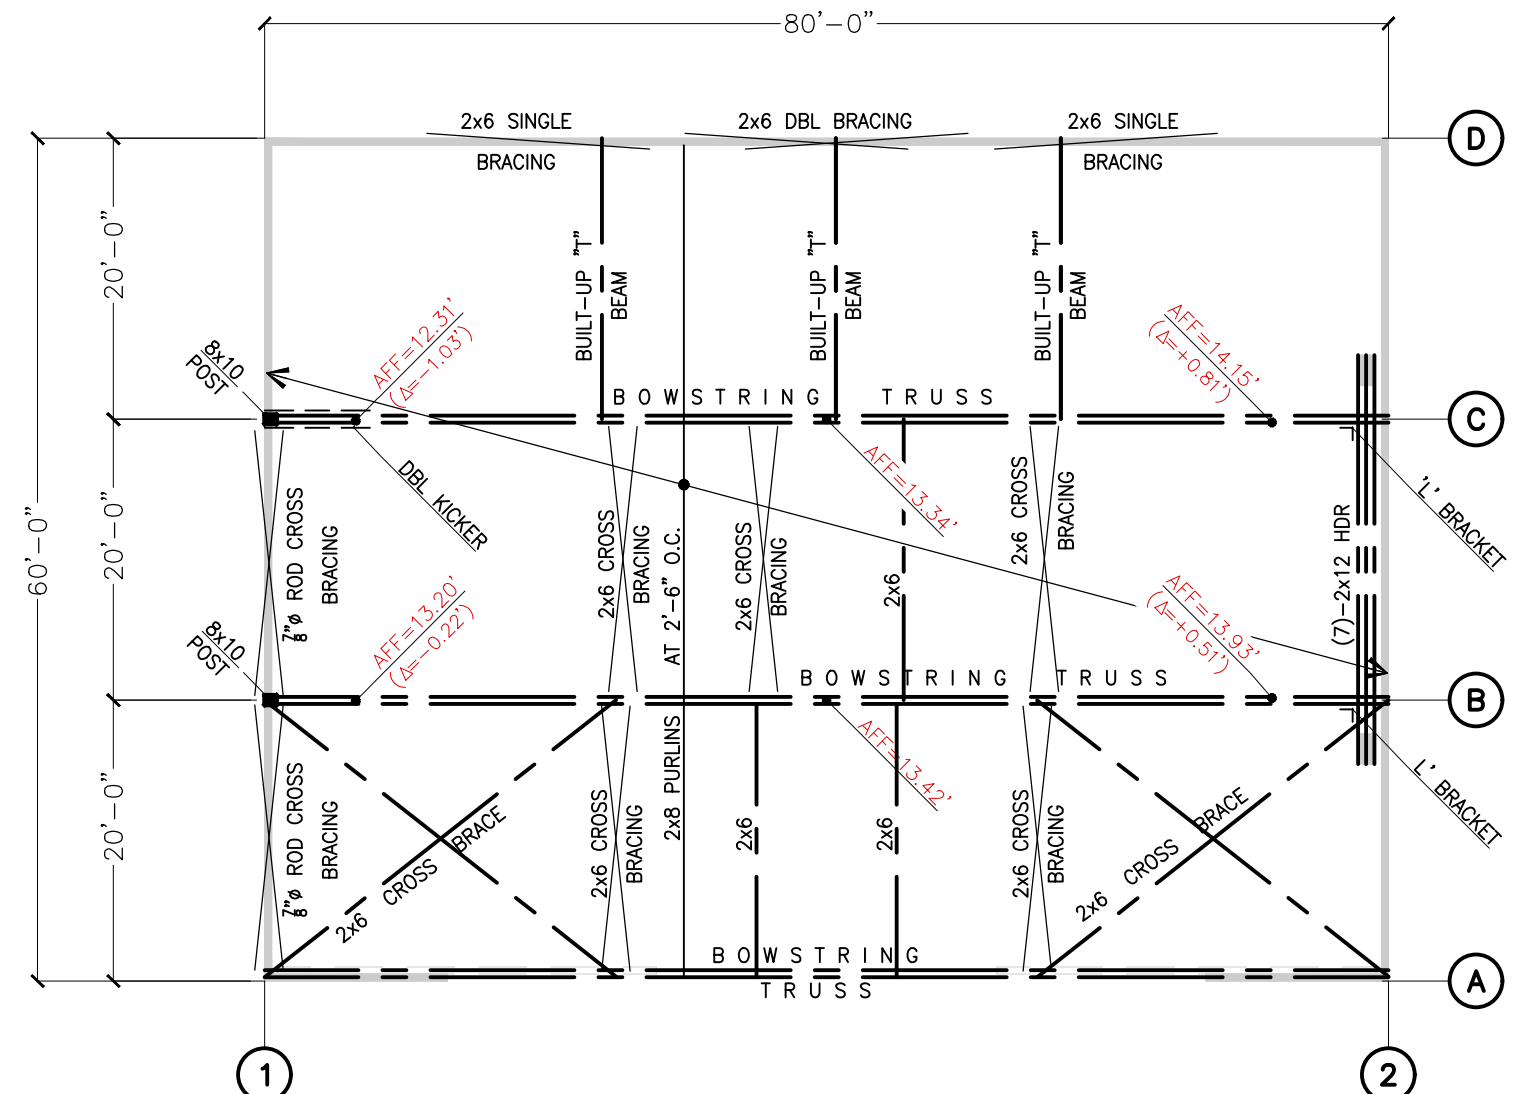 80'-0"
2x6 SINGLE
BRACING
2x6 DBL BRACING
2x6 SINGLE
BRACING
D
20'-0"
BUILT-UP "T"
BEAM
BUILT-UP "T"
BEAM
BUILT-UP "T"
BEAM
8x10
POST
AFF=12.31'
(Δ=-1.03')
AFF=14.15'
(Δ=+0.81')
BOWSTRING TRUSS
C
DBL KICKER
AFF=13.34'
'L' BRACKET
60'-0"
20'-0"
7/8"ø ROD CROSS
BRACING
2x6 CROSS
BRACING
2x8 PURLINS AT 2'-6" O.C.
2x6 CROSS
BRACING
2x6
2x6 CROSS
BRACING
(7)-2x12 HDR
8x10
POST
AFF=13.20'
(Δ=-0.22')
AFF=13.93'
(Δ=+0.51')
BOWSTRING TRUSS
B
AFF=13.42'
L' BRACKET
20'-0"
7/8"ø ROD CROSS
BRACING
2x6 CROSS BRACE
2x6 CROSS
BRACING
2x6
2x6
2x6 CROSS
BRACING
2x6 CROSS BRACE
BOWSTRING
TRUSS
A
1
2